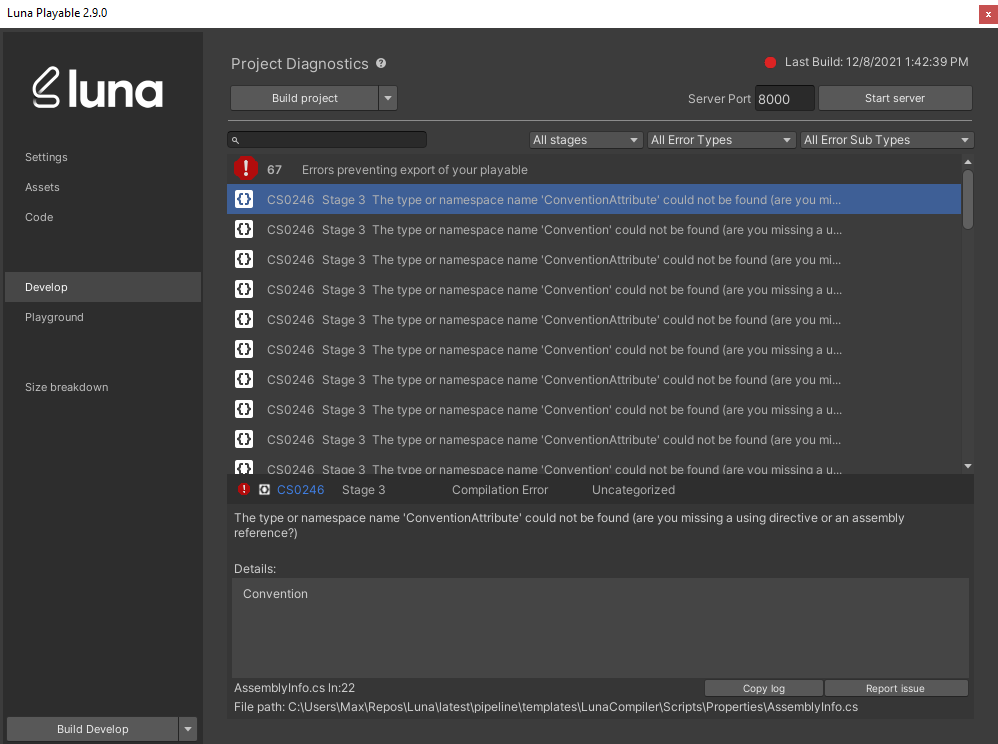 Luna Playable 2.9.0
x
luna
Project Diagnostics ?
Last Build: 12/8/2021 1:42:39 PM
Build project
Server Port 8000 Start server
All stages All Error Types All Error Sub Types
Settings
Assets
Code
Develop
Playground
Size breakdown
! 67 Errors preventing export of your playable
{} CS0246 Stage 3 The type or namespace name 'ConventionAttribute' could not be found (are you mi...
{} CS0246 Stage 3 The type or namespace name 'Convention' could not be found (are you missing a u...
{} CS0246 Stage 3 The type or namespace name 'ConventionAttribute' could not be found (are you mi...
{} CS0246 Stage 3 The type or namespace name 'Convention' could not be found (are you missing a u...
{} CS0246 Stage 3 The type or namespace name 'ConventionAttribute' could not be found (are you mi...
{} CS0246 Stage 3 The type or namespace name 'Convention' could not be found (are you missing a u...
{} CS0246 Stage 3 The type or namespace name 'ConventionAttribute' could not be found (are you mi...
{} CS0246 Stage 3 The type or namespace name 'Convention' could not be found (are you missing a u...
{} CS0246 Stage 3 The type or namespace name 'ConventionAttribute' could not be found (are you mi...
{} CS0246 Stage 3 The type or namespace name 'Convention' could not be found (are you missing a u...
! CS0246 Stage 3 Compilation Error Uncategorized
The type or namespace name 'ConventionAttribute' could not be found (are you missing a using directive or an assembly
reference?)
Details:
Convention
AssemblyInfo.cs ln:22
Copy log Report issue
File path: C:\Users\Max\Repos\Luna\latest\pipeline\templates\LunaCompiler\Scripts\Properties\AssemblyInfo.cs
Build Develop